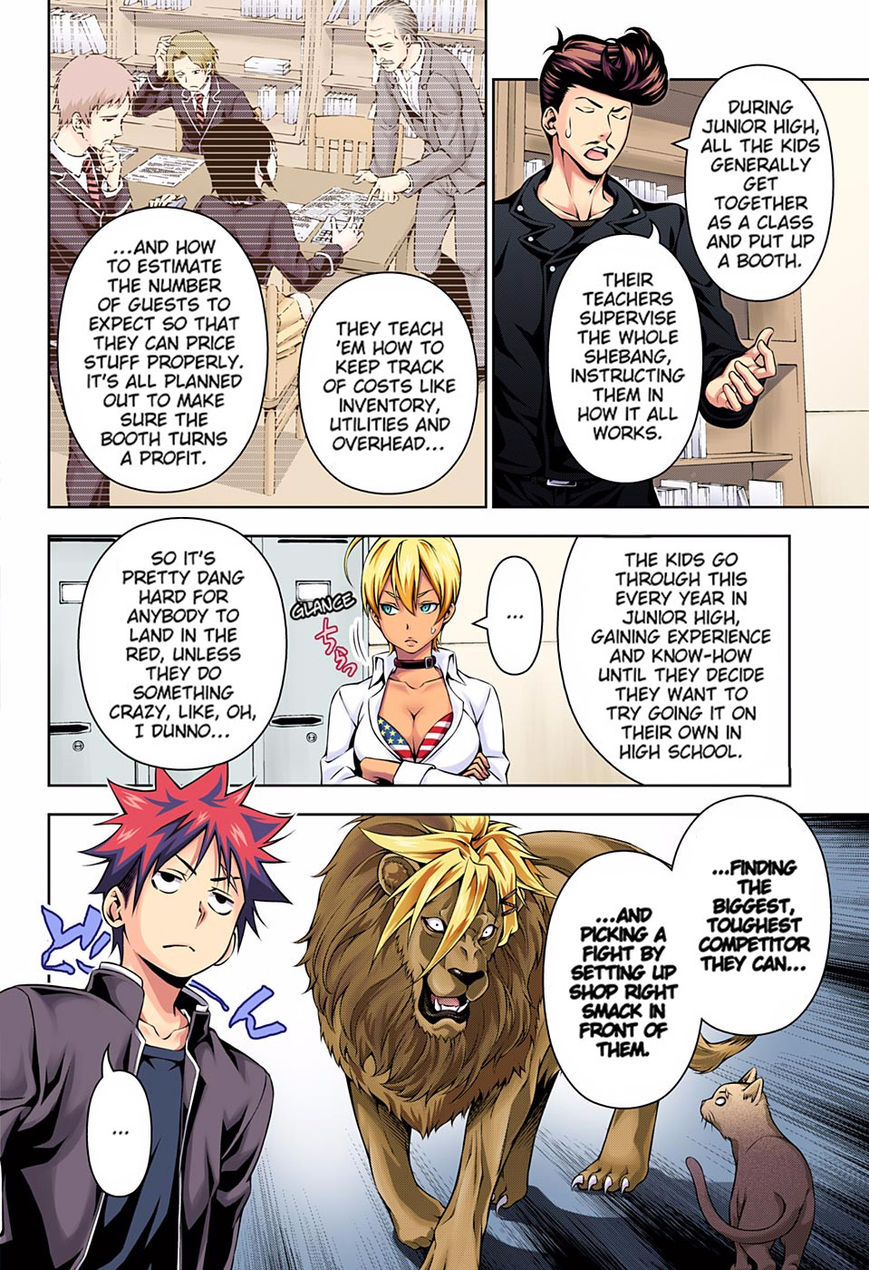 DURING
JUNIOR HIGH,
ALL THE KIDS
GENERALLY
GET
TOGETHER
AS A CLASS
AND PUT UP
A BOOTH.
THEIR
TEACHERS
SUPERVISE
THE WHOLE
SHEBANG,
INSTRUCTING
THEM IN
HOW IT ALL
WORKS.
THEY TEACH
'EM HOW TO
KEEP TRACK
OF COSTS LIKE
INVENTORY,
UTILITIES AND
OVERHEAD...
...AND HOW
TO ESTIMATE
THE NUMBER
OF GUESTS TO
EXPECT SO THAT
THEY CAN PRICE
STUFF PROPERLY.
IT'S ALL PLANNED
OUT TO MAKE
SURE THE
BOOTH TURNS
A PROFIT.
THE KIDS GO
THROUGH THIS
EVERY YEAR IN
JUNIOR HIGH,
GAINING EXPERIENCE
AND KNOW-HOW
UNTIL THEY DECIDE
THEY WANT TO
TRY GOING IT ON
THEIR OWN IN
HIGH SCHOOL.
...
GLANCE
ちらっ
SO IT'S
PRETTY DANG
HARD FOR
ANYBODY TO
LAND IN THE
RED, UNLESS
THEY DO
SOMETHING
CRAZY, LIKE, OH,
I DUNNO...
...FINDING
THE
BIGGEST,
TOUGHEST
COMPETITOR
THEY CAN...
...AND
PICKING A
FIGHT BY
SETTING UP
SHOP RIGHT
SMACK IN
FRONT OF
THEM.
どーん
...